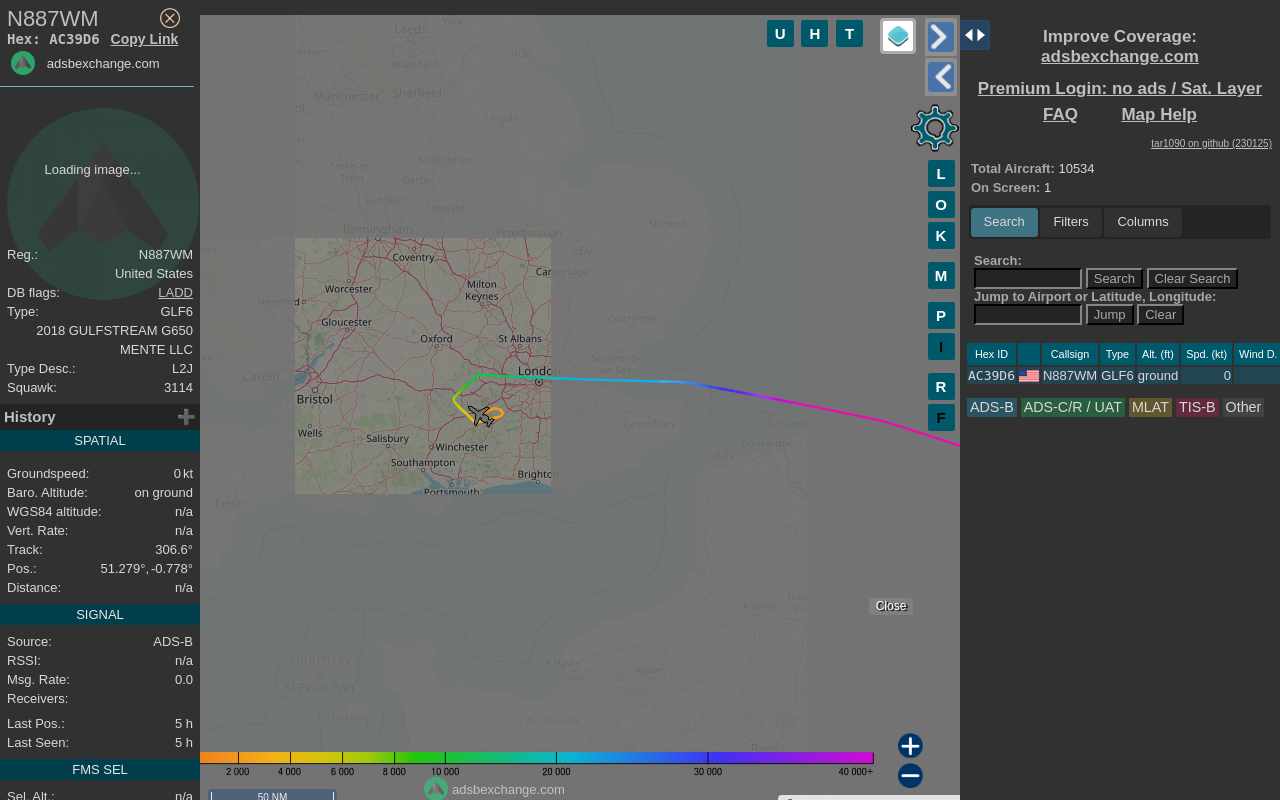 N887WM
Hex: AC39D6 Copy Link
adsbexchange.com
Loading image...
Reg.: N887WM
United States
DB flags: LADD
Type: GLF6
2018 GULFSTREAM G650
MENTE LLC
Type Desc.: L2J
Squawk: 3114
History
SPATIAL
Groundspeed: 0 kt
Baro. Altitude: on ground
WGS84 altitude: n/a
Vert. Rate: n/a
Track: 306.6°
Pos.: 51.279°, -0.778°
Distance: n/a
SIGNAL
Source: ADS-B
RSSI: n/a
Msg. Rate: 0.0
Receivers:
Last Pos.: 5 h
Last Seen: 5 h
FMS SEL
Sel. Alt.: n/a
U H T
L
O
K
M
P
I
R
F
York
Leeds
Hull
Wakefield
Manchester
Sheffield
Lincoln
Stoke-on-
Trent
Nottingham
Derby
Lichfield
Leicester
Norwich
Peterborough
Birmingham
Ely
Coventry
Cambridge
Worcester
Milton
Keynes
Hereford
Gloucester
Colchester
Oxford
St Albans
Southend
-on-Sea
Cardiff
London
Bristol
Canterbury
Wells
Salisbury
Winchester
Dunkerque
Calais
Southampton
Brighton
Portsmouth
Exeter
Amiens
Guernsey
St Peter Port
Le Havre
Rouen
Jersey
Normandie
Paris
Close
2 000 4 000 6 000 8 000 10 000 20 000 30 000 40 000+
adsbexchange.com
50 NM
Improve Coverage:
adsbexchange.com
Premium Login: no ads / Sat. Layer
FAQ Map Help
tar1090 on github (230125)
Total Aircraft: 10534
On Screen: 1
Search Filters Columns
Search:
Search Clear Search
Jump to Airport or Latitude, Longitude:
Jump Clear
Hex ID Callsign Type Alt. (ft) Spd. (kt) Wind D.
AC39D6 N887WM GLF6 ground 0
ADS-B ADS-C/R / UAT MLAT TIS-B Other